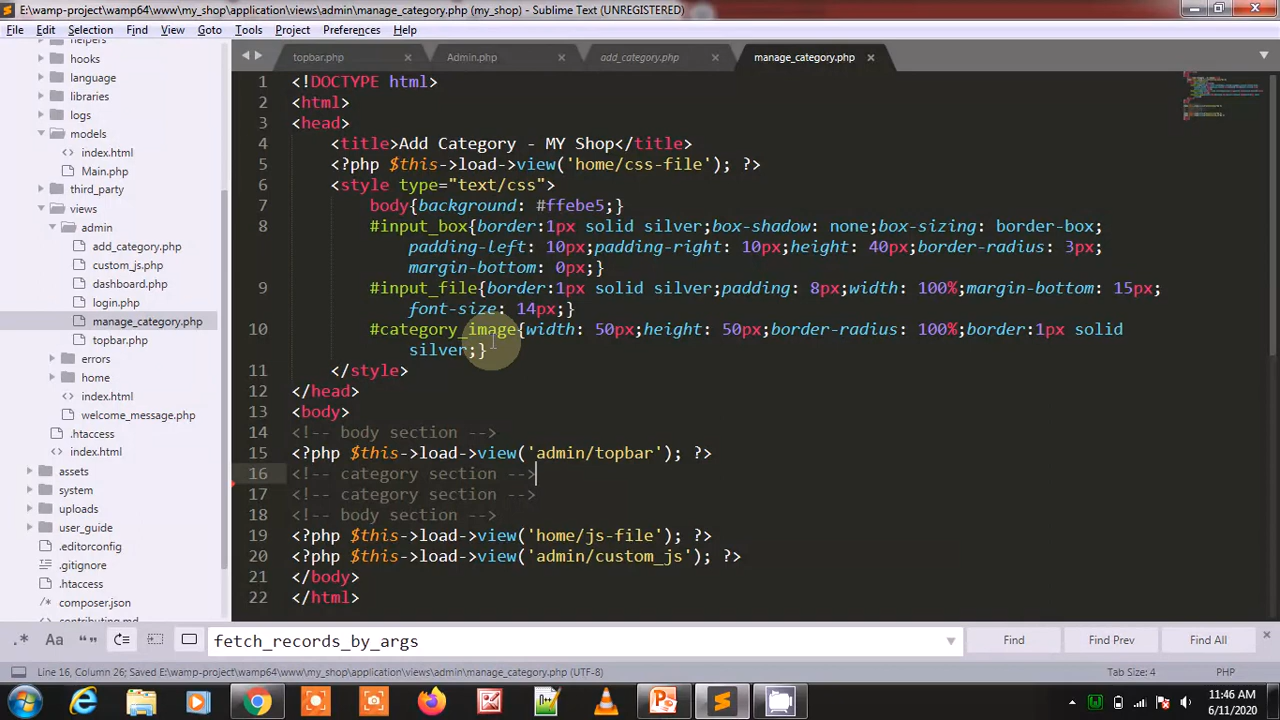 E:\wamp-project\wamp64\www\my_shop\application\views\admin\manage_category.php (my_shop) - Sublime Text (UNREGISTERED)
File Edit Selection Find View Goto Tools Project Preferences Help
helpers
hooks
language
libraries
logs
models
index.html
Main.php
third_party
views
admin
add_category.php
custom_js.php
dashboard.php
login.php
manage_category.php
topbar.php
errors
home
index.html
welcome_message.php
.htaccess
index.html
assets
system
uploads
user_guide
.editorconfig
.gitignore
.htaccess
composer.json
contributing.md
topbar.php Admin.php add_category.php manage_category.php
1 <!DOCTYPE html>
2 <html>
3 <head>
4 <title>Add Category - MY Shop</title>
5 <?php $this->load->view('home/css-file'); ?>
6 <style type="text/css">
7 body{background: #ffebe5;}
8 #input_box{border:1px solid silver;box-shadow: none;box-sizing: border-box;
padding-left: 10px;padding-right: 10px;height: 40px;border-radius: 3px;
margin-bottom: 0px;}
9 #input_file{border:1px solid silver;padding: 8px;width: 100%;margin-bottom: 15px;
font-size: 14px;}
10 #category_image{width: 50px;height: 50px;border-radius: 100%;border:1px solid
silver;}
11 </style>
12 </head>
13 <body>
14 <!-- body section -->
15 <?php $this->load->view('admin/topbar'); ?>
16 <!-- category section -->
17 <!-- category section -->
18 <!-- body section -->
19 <?php $this->load->view('home/js-file'); ?>
20 <?php $this->load->view('admin/custom_js'); ?>
21 </body>
22 </html>
.* Aa “” fetch_records_by_args Find Find Prev Find All
Line 16, Column 26; Saved E:\wamp-project\wamp64\www\my_shop\application\views\admin\manage_category.php (UTF-8) Tab Size: 4 PHP
11:46 AM
6/11/2020